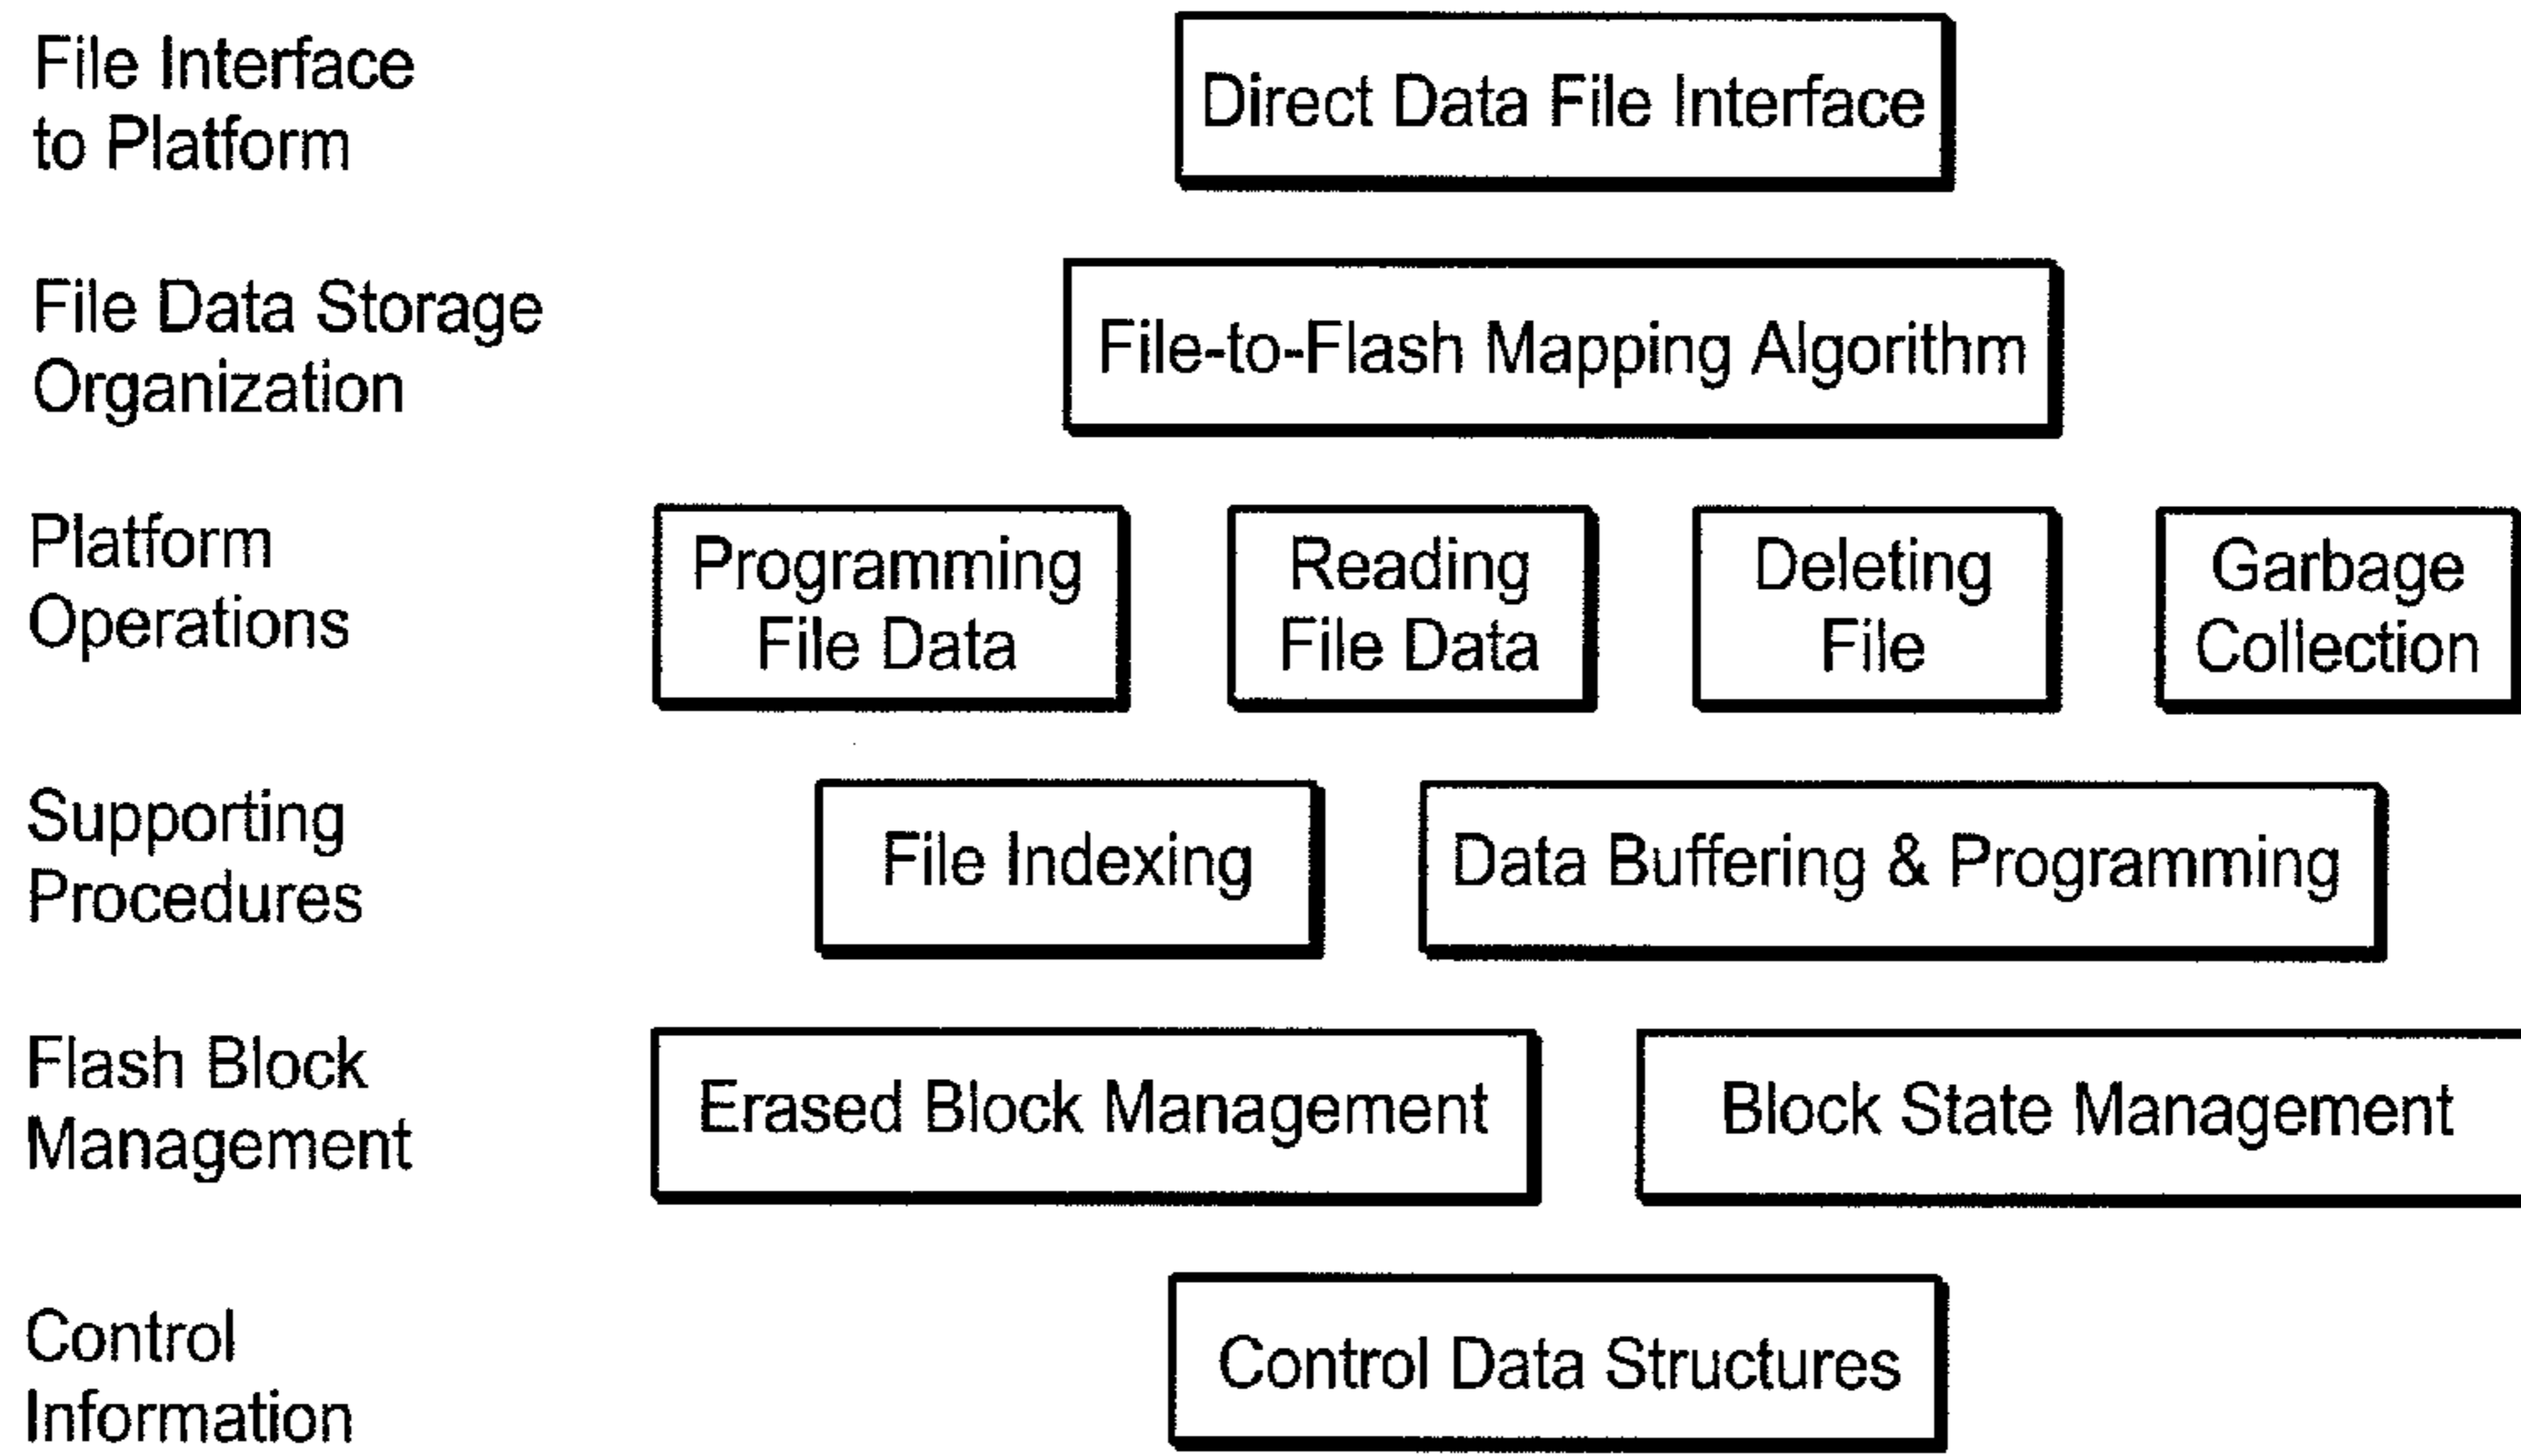 File Interface
to Platform
Direct Data File Interface
File Data Storage
Organization
File-to-Flash Mapping Algorithm
Platform
Operations
Programming
File Data
Reading
File Data
Deleting
File
Garbage
Collection
Supporting
Procedures
File Indexing
Data Buffering & Programming
Flash Block
Management
Erased Block Management
Block State Management
Control
Information
Control Data Structures